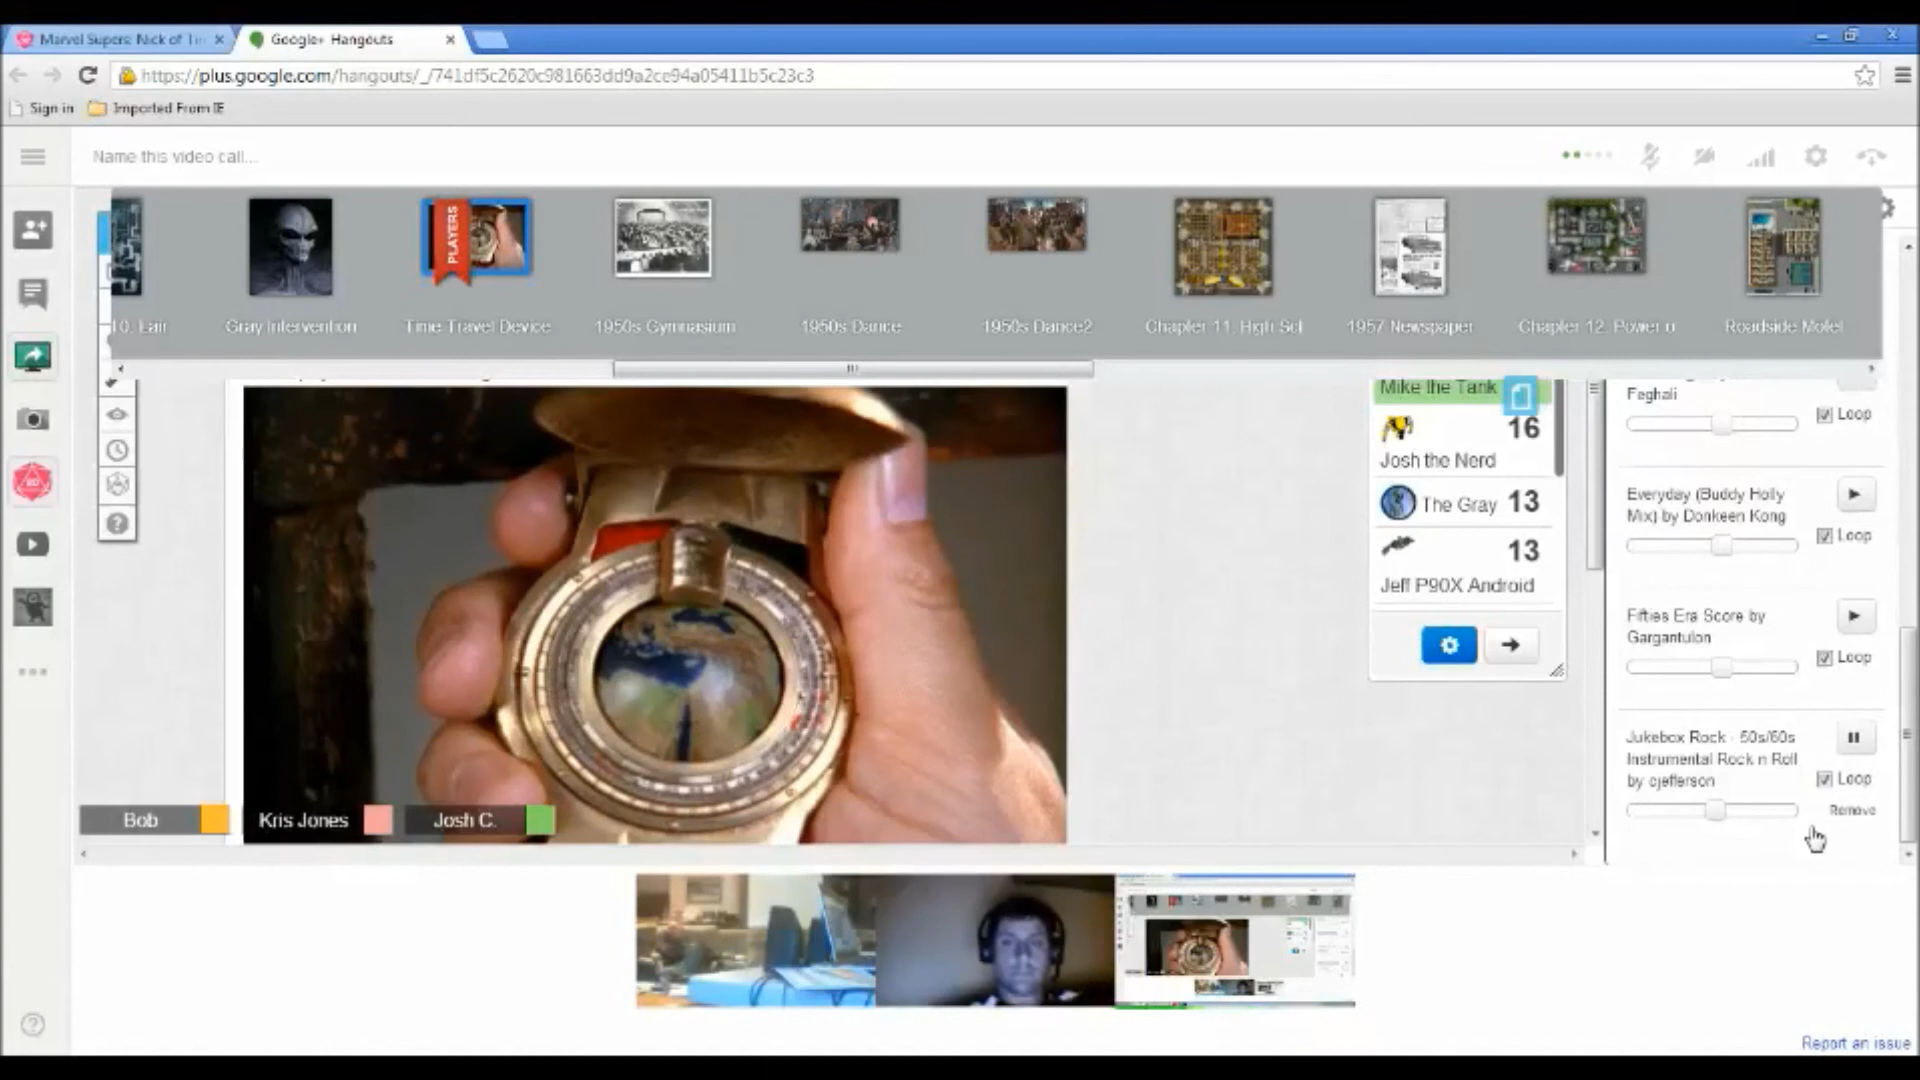 Marvel Supers: Nick of Tim
Google+ Hangouts
https://plus.google.com/hangouts/_/741df5c2620c981663dd9a2ce94a05411b5c23c3
Sign in
Imported From IE
Name this video call...
PLAYERS
10. Lair
Gray Intervention
Time Travel Device
1950s Gymnasium
1950s Dance
1950s Dance2
Chapter 11. High Scl
1957 Newspaper
Chapter 12. Power o
Roadside Motel
Mike the Tank
16
Josh the Nerd
The Gray 13
13
Jeff P90X Android
Feghali
Loop
Everyday (Buddy Holly
Mix) by Donkeen Kong
Loop
Fifties Era Score by
Gargantulon
Loop
Jukebox Rock - 50s/60s
Instrumental Rock n Roll
by cjefferson
Loop
Remove
Bob
Kris Jones
Josh C.
Report an issue